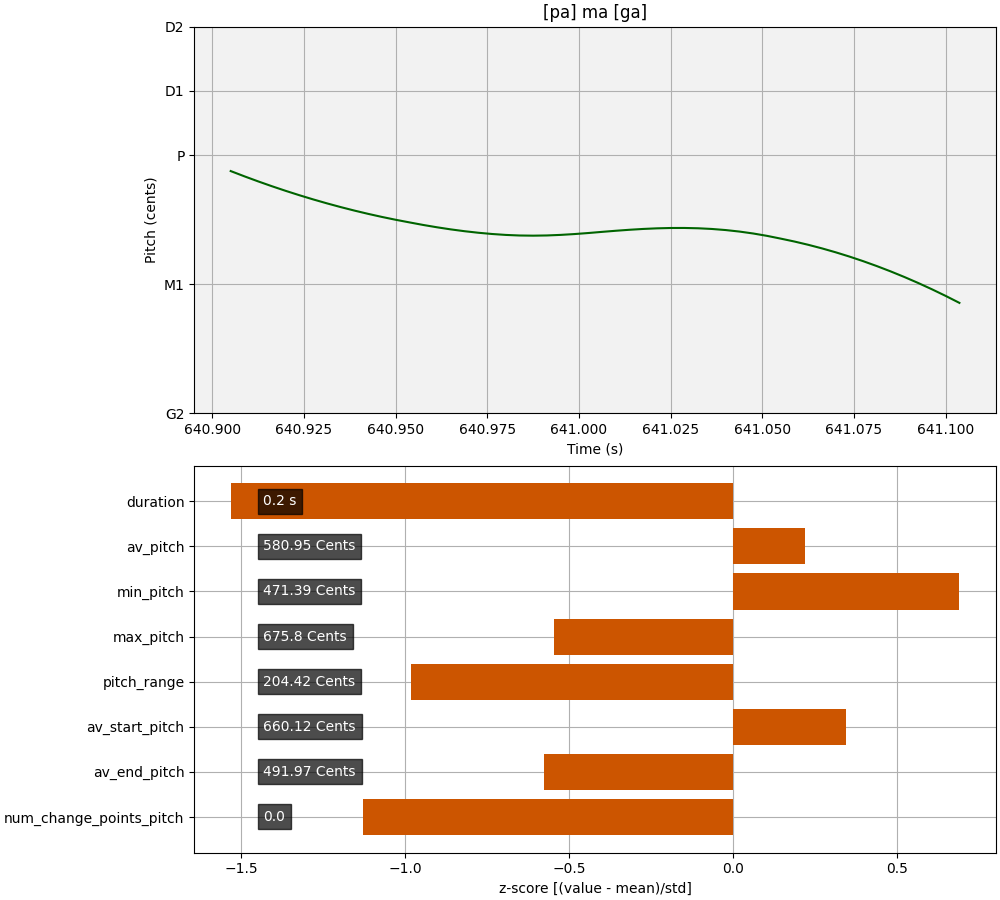 [pa] ma [ga]
D2
D1
P
M1
G2
Pitch (cents)
640.900 640.925 640.950 640.975 641.000 641.025 641.050 641.075 641.100
Time (s)
duration 0.2 s
av_pitch 580.95 Cents
min_pitch 471.39 Cents
max_pitch 675.8 Cents
pitch_range 204.42 Cents
av_start_pitch 660.12 Cents
av_end_pitch 491.97 Cents
num_change_points_pitch 0.0
−1.5 −1.0 −0.5 0.0 0.5
z-score [(value - mean)/std]